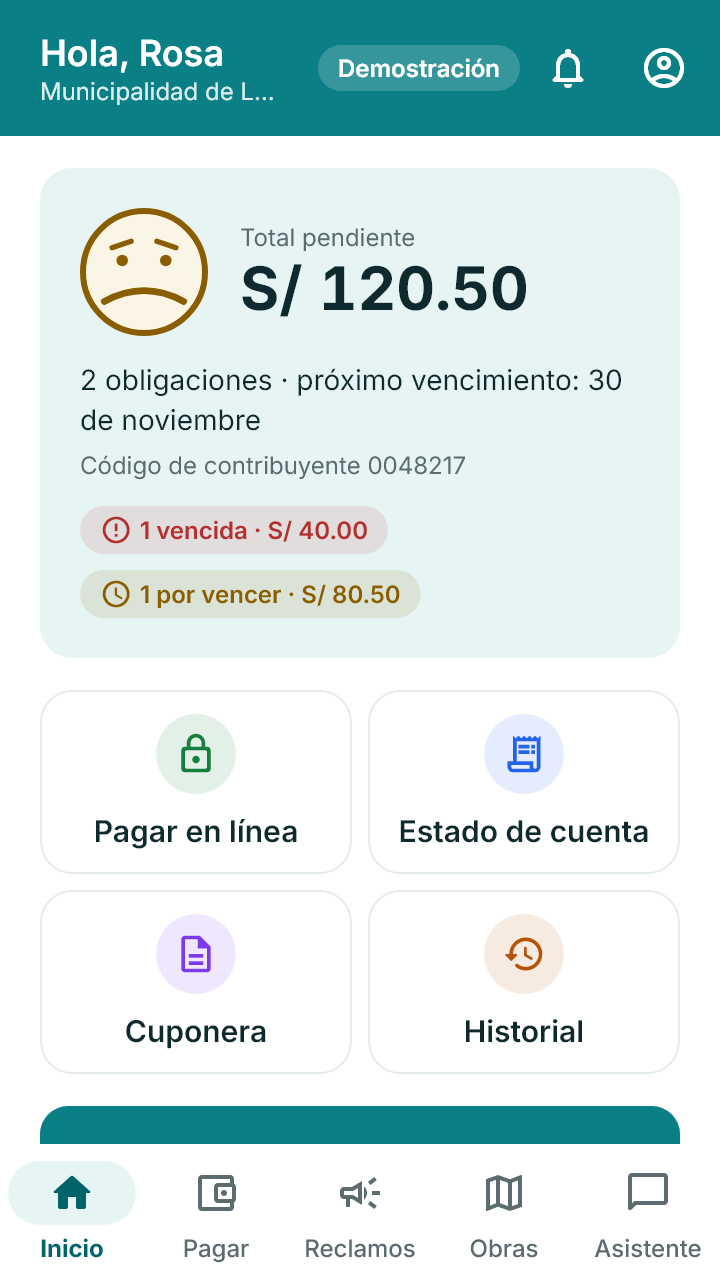 Hola, Rosa
Municipalidad de L...
Demostración
Total pendiente
S/ 120.50
2 obligaciones · próximo vencimiento: 30
de noviembre
Código de contribuyente 0048217
1 vencida · S/ 40.00
1 por vencer · S/ 80.50
Pagar en línea
Estado de cuenta
Cuponera
Historial
Inicio
Pagar
Reclamos
Obras
Asistente